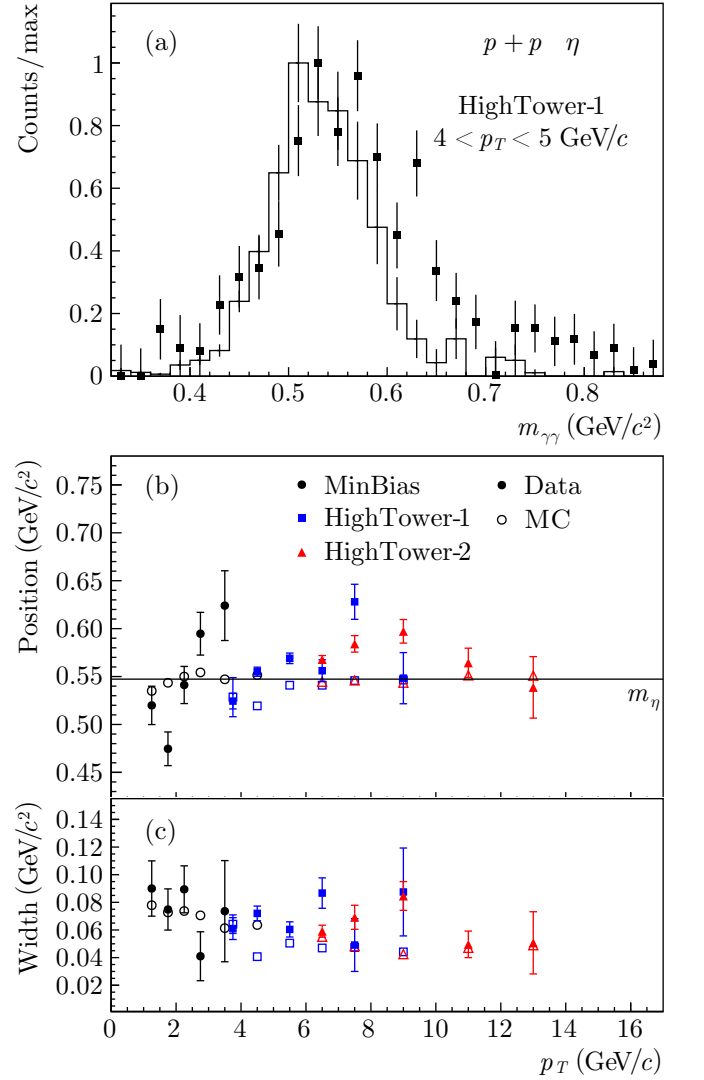 Counts / max
(a)
p + p η
HighTower-1
4 < p_T < 5 GeV/c
1
0.8
0.6
0.4
0.2
0
0.4 0.5 0.6 0.7 0.8
m_γγ (GeV/c²)
Position (GeV/c²)
(b)
MinBias
HighTower-1
HighTower-2
Data
MC
0.75
0.70
0.65
0.60
0.55
0.50
0.45
m_η
Width (GeV/c²)
(c)
0.14
0.12
0.10
0.08
0.06
0.04
0.02
0 2 4 6 8 10 12 14 16
p_T (GeV/c)